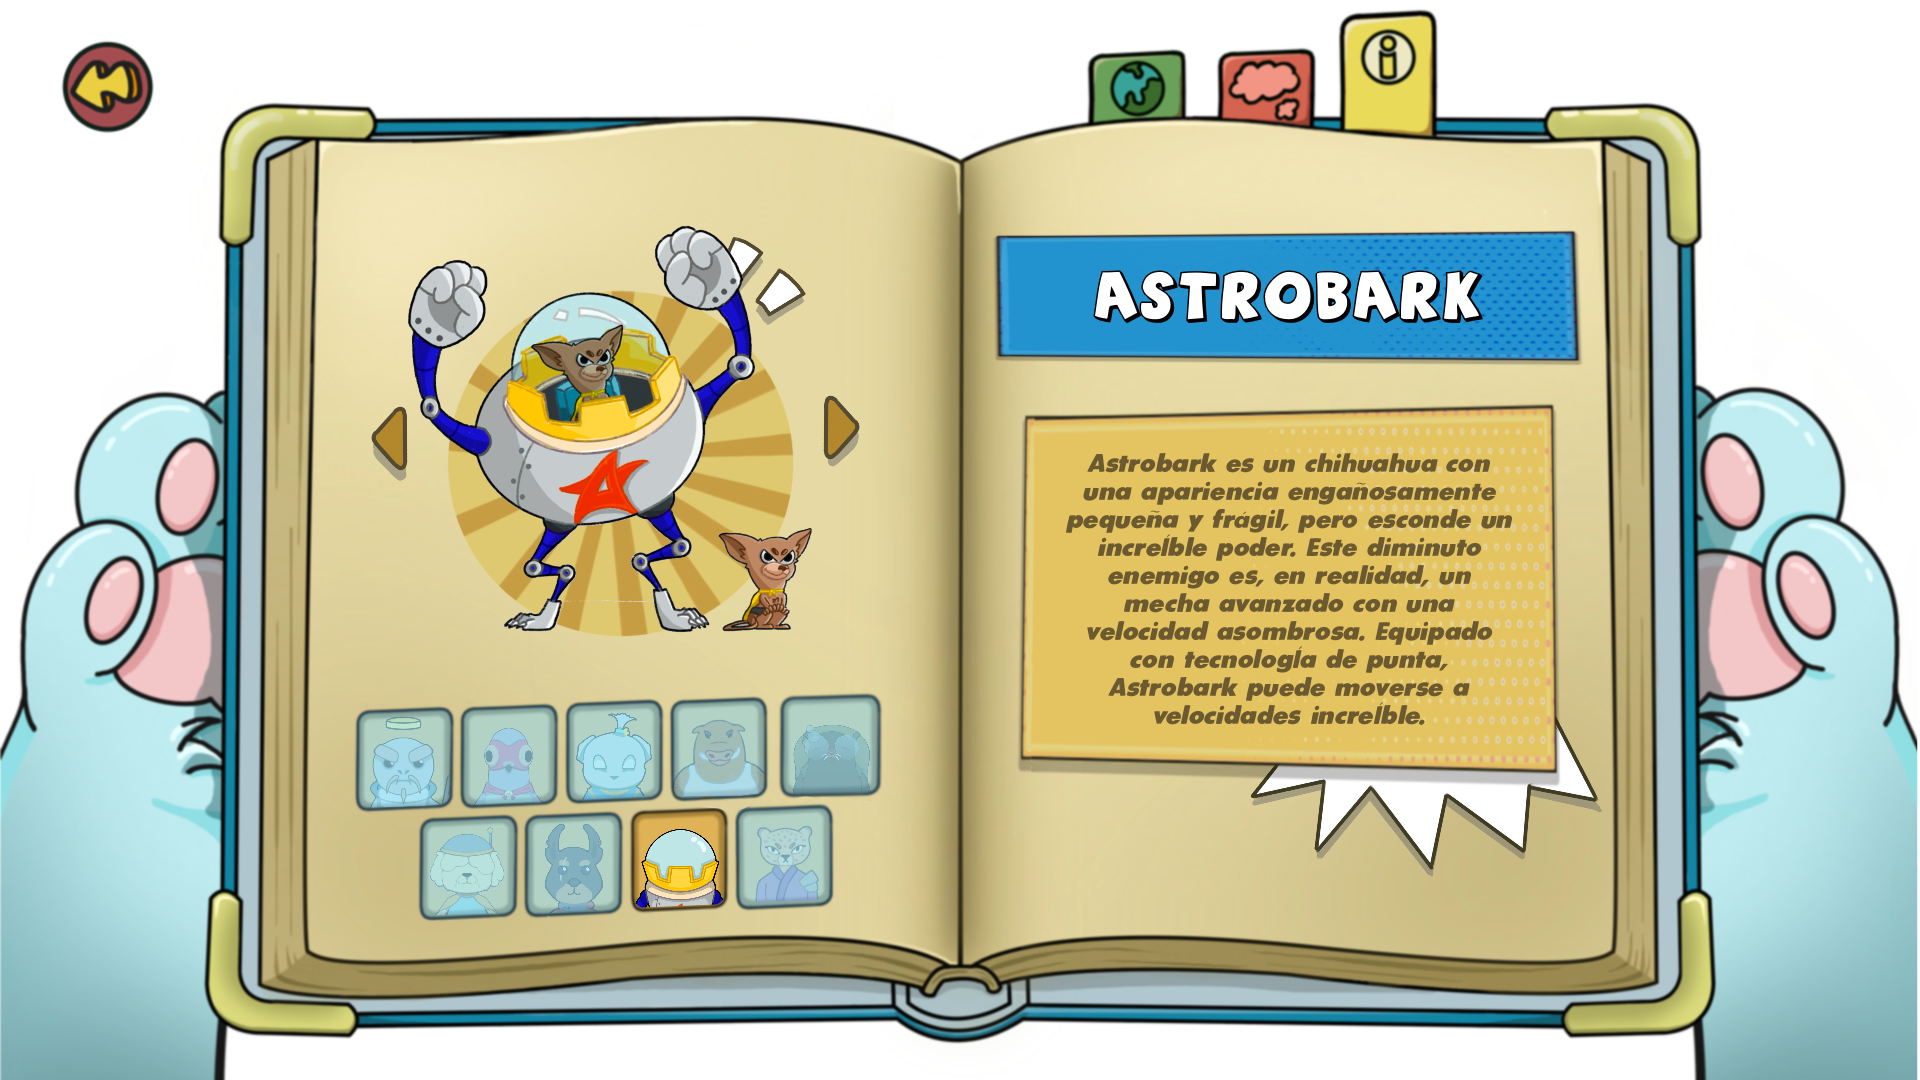 ASTROBARK
Astrobark es un chihuahua con
una apariencia engañosamente
pequeña y frágil, pero esconde un
increíble poder. Este diminuto
enemigo es, en realidad, un
mecha avanzado con una
velocidad asombrosa. Equipado
con tecnología de punta,
Astrobark puede moverse a
velocidades increíble.
A